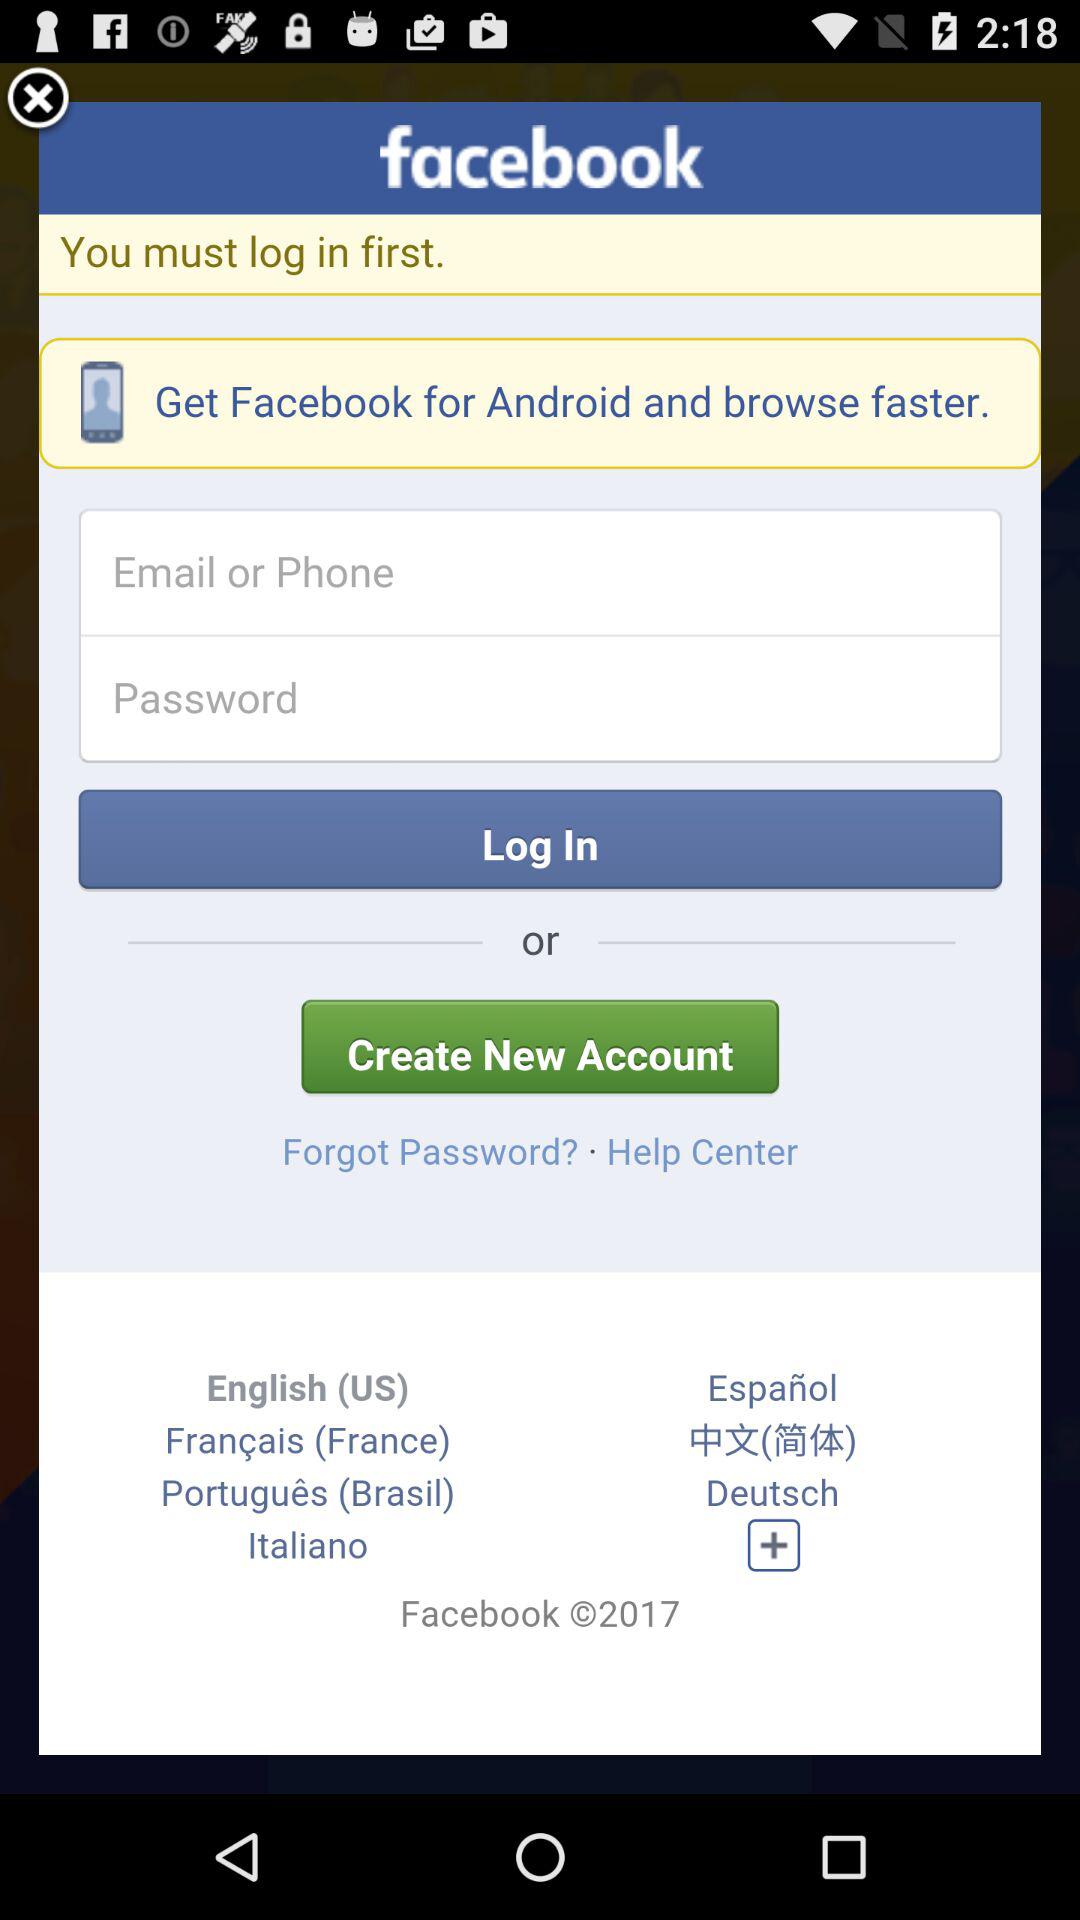 FAKE
2:18
facebook
You must log in first.
Get Facebook for Android and browse faster.
Email or Phone
Password
Log In
or
Create New Account
Forgot Password? · Help Center
English (US) Español
Français (France) 中文(简体)
Português (Brasil) Deutsch
Italiano
Facebook ©2017